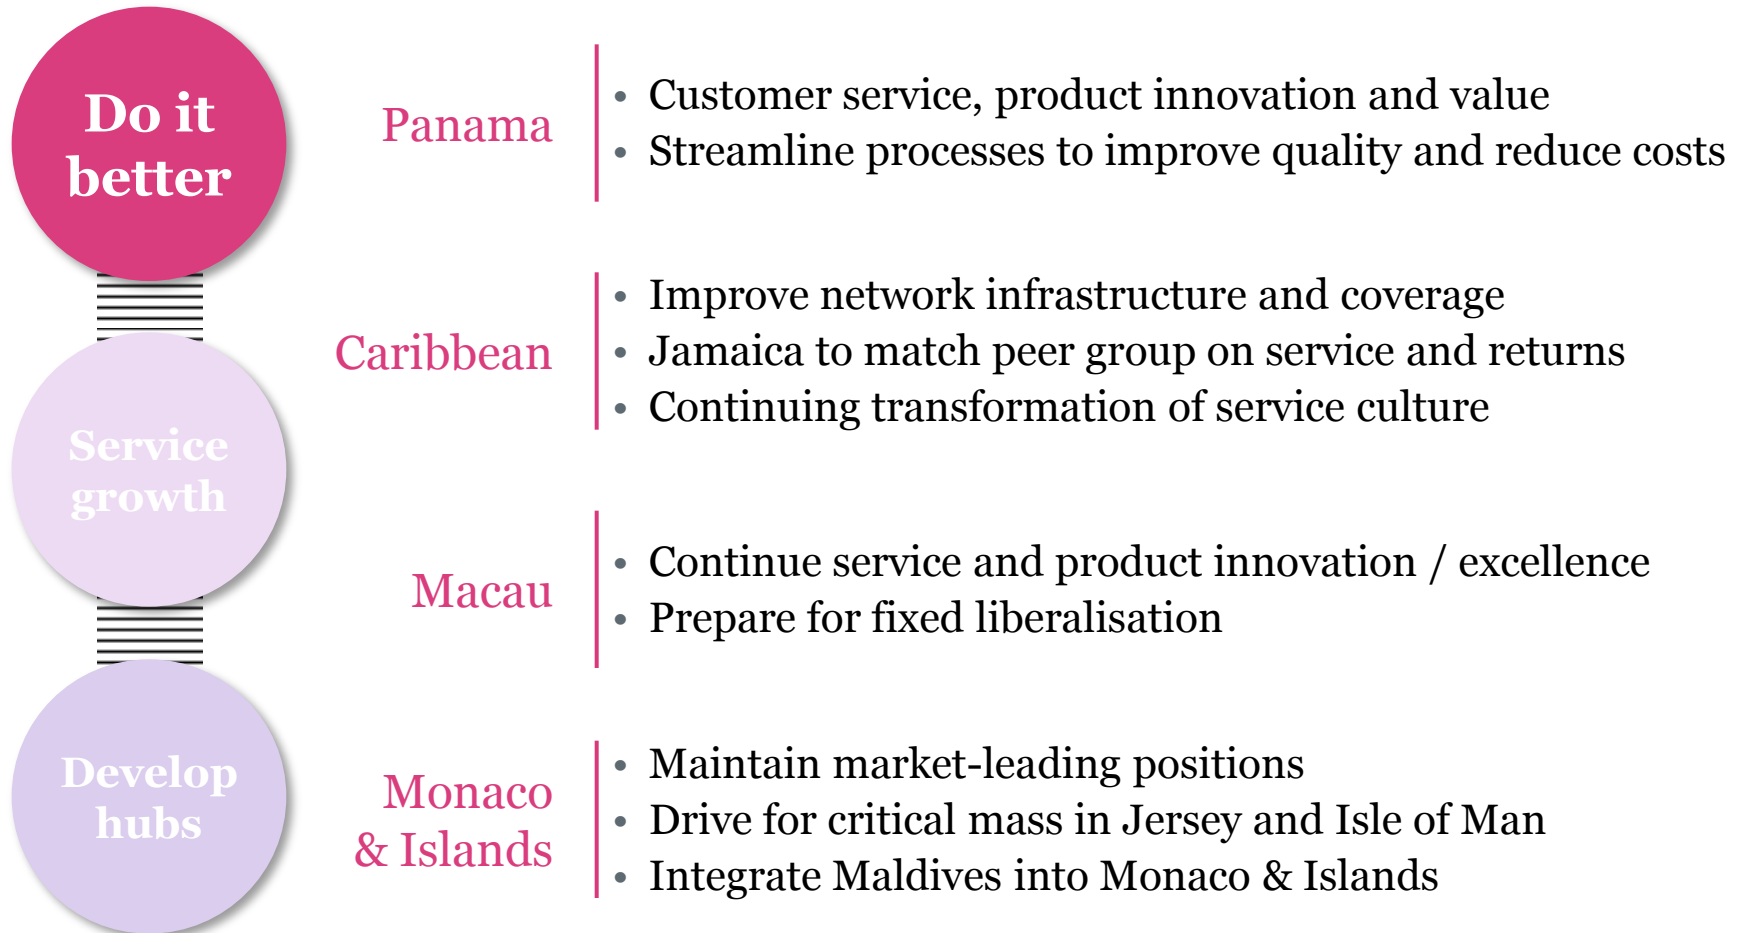 Do it
better
Service
growth
Develop
hubs
Panama
• Customer service, product innovation and value
• Streamline processes to improve quality and reduce costs
Caribbean
• Improve network infrastructure and coverage
• Jamaica to match peer group on service and returns
• Continuing transformation of service culture
Macau
• Continue service and product innovation / excellence
• Prepare for fixed liberalisation
Monaco
& Islands
• Maintain market-leading positions
• Drive for critical mass in Jersey and Isle of Man
• Integrate Maldives into Monaco & Islands